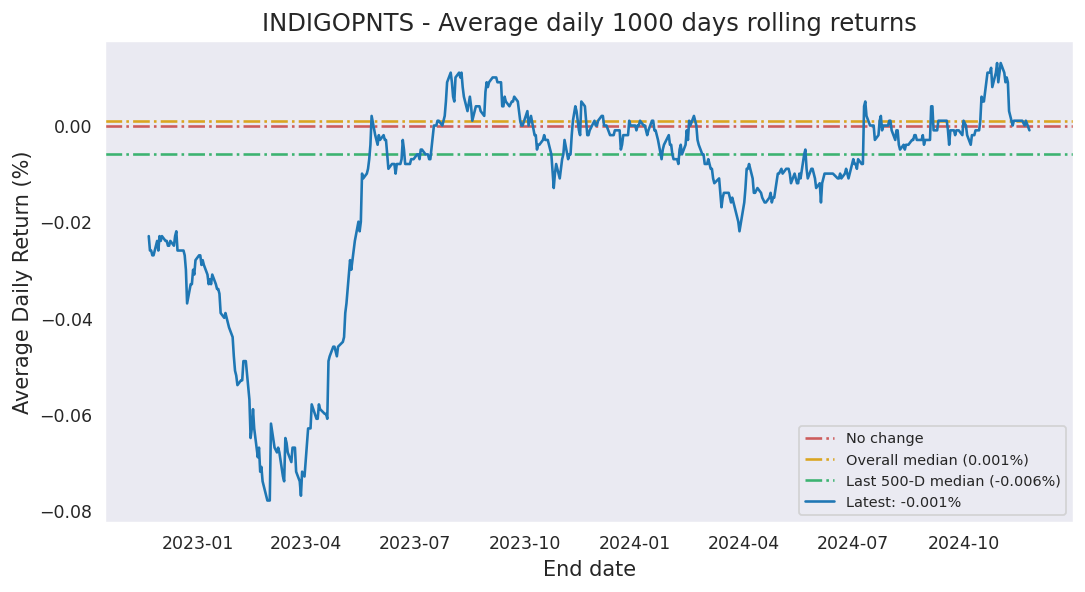 INDIGOPNTS - Average daily 1000 days rolling returns
Average Daily Return (%)
0.00
−0.02
−0.04
−0.06
−0.08
No change
Overall median (0.001%)
Last 500-D median (-0.006%)
Latest: -0.001%
2023-01 2023-04 2023-07 2023-10 2024-01 2024-04 2024-07 2024-10
End date